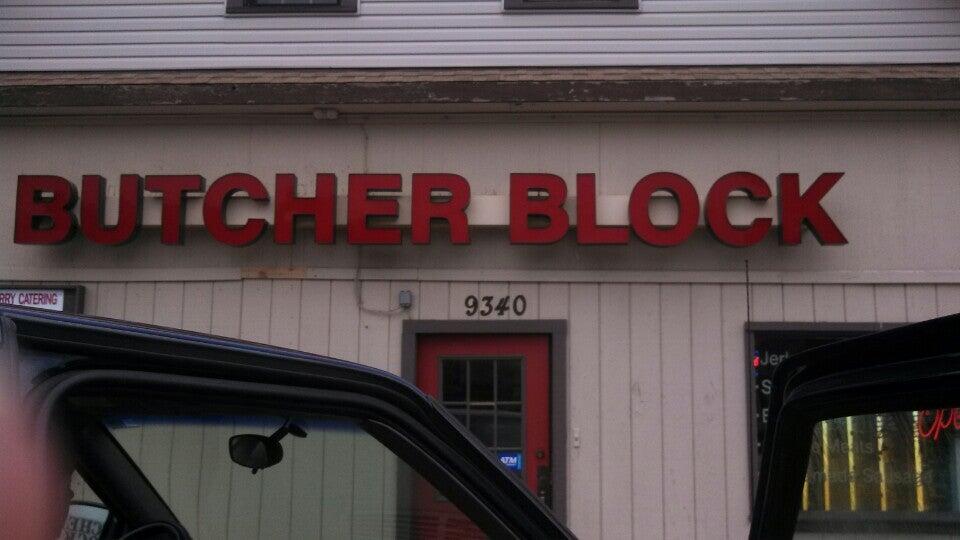 BUTCHER BLOCK
RRY CATERING
9340
ATM